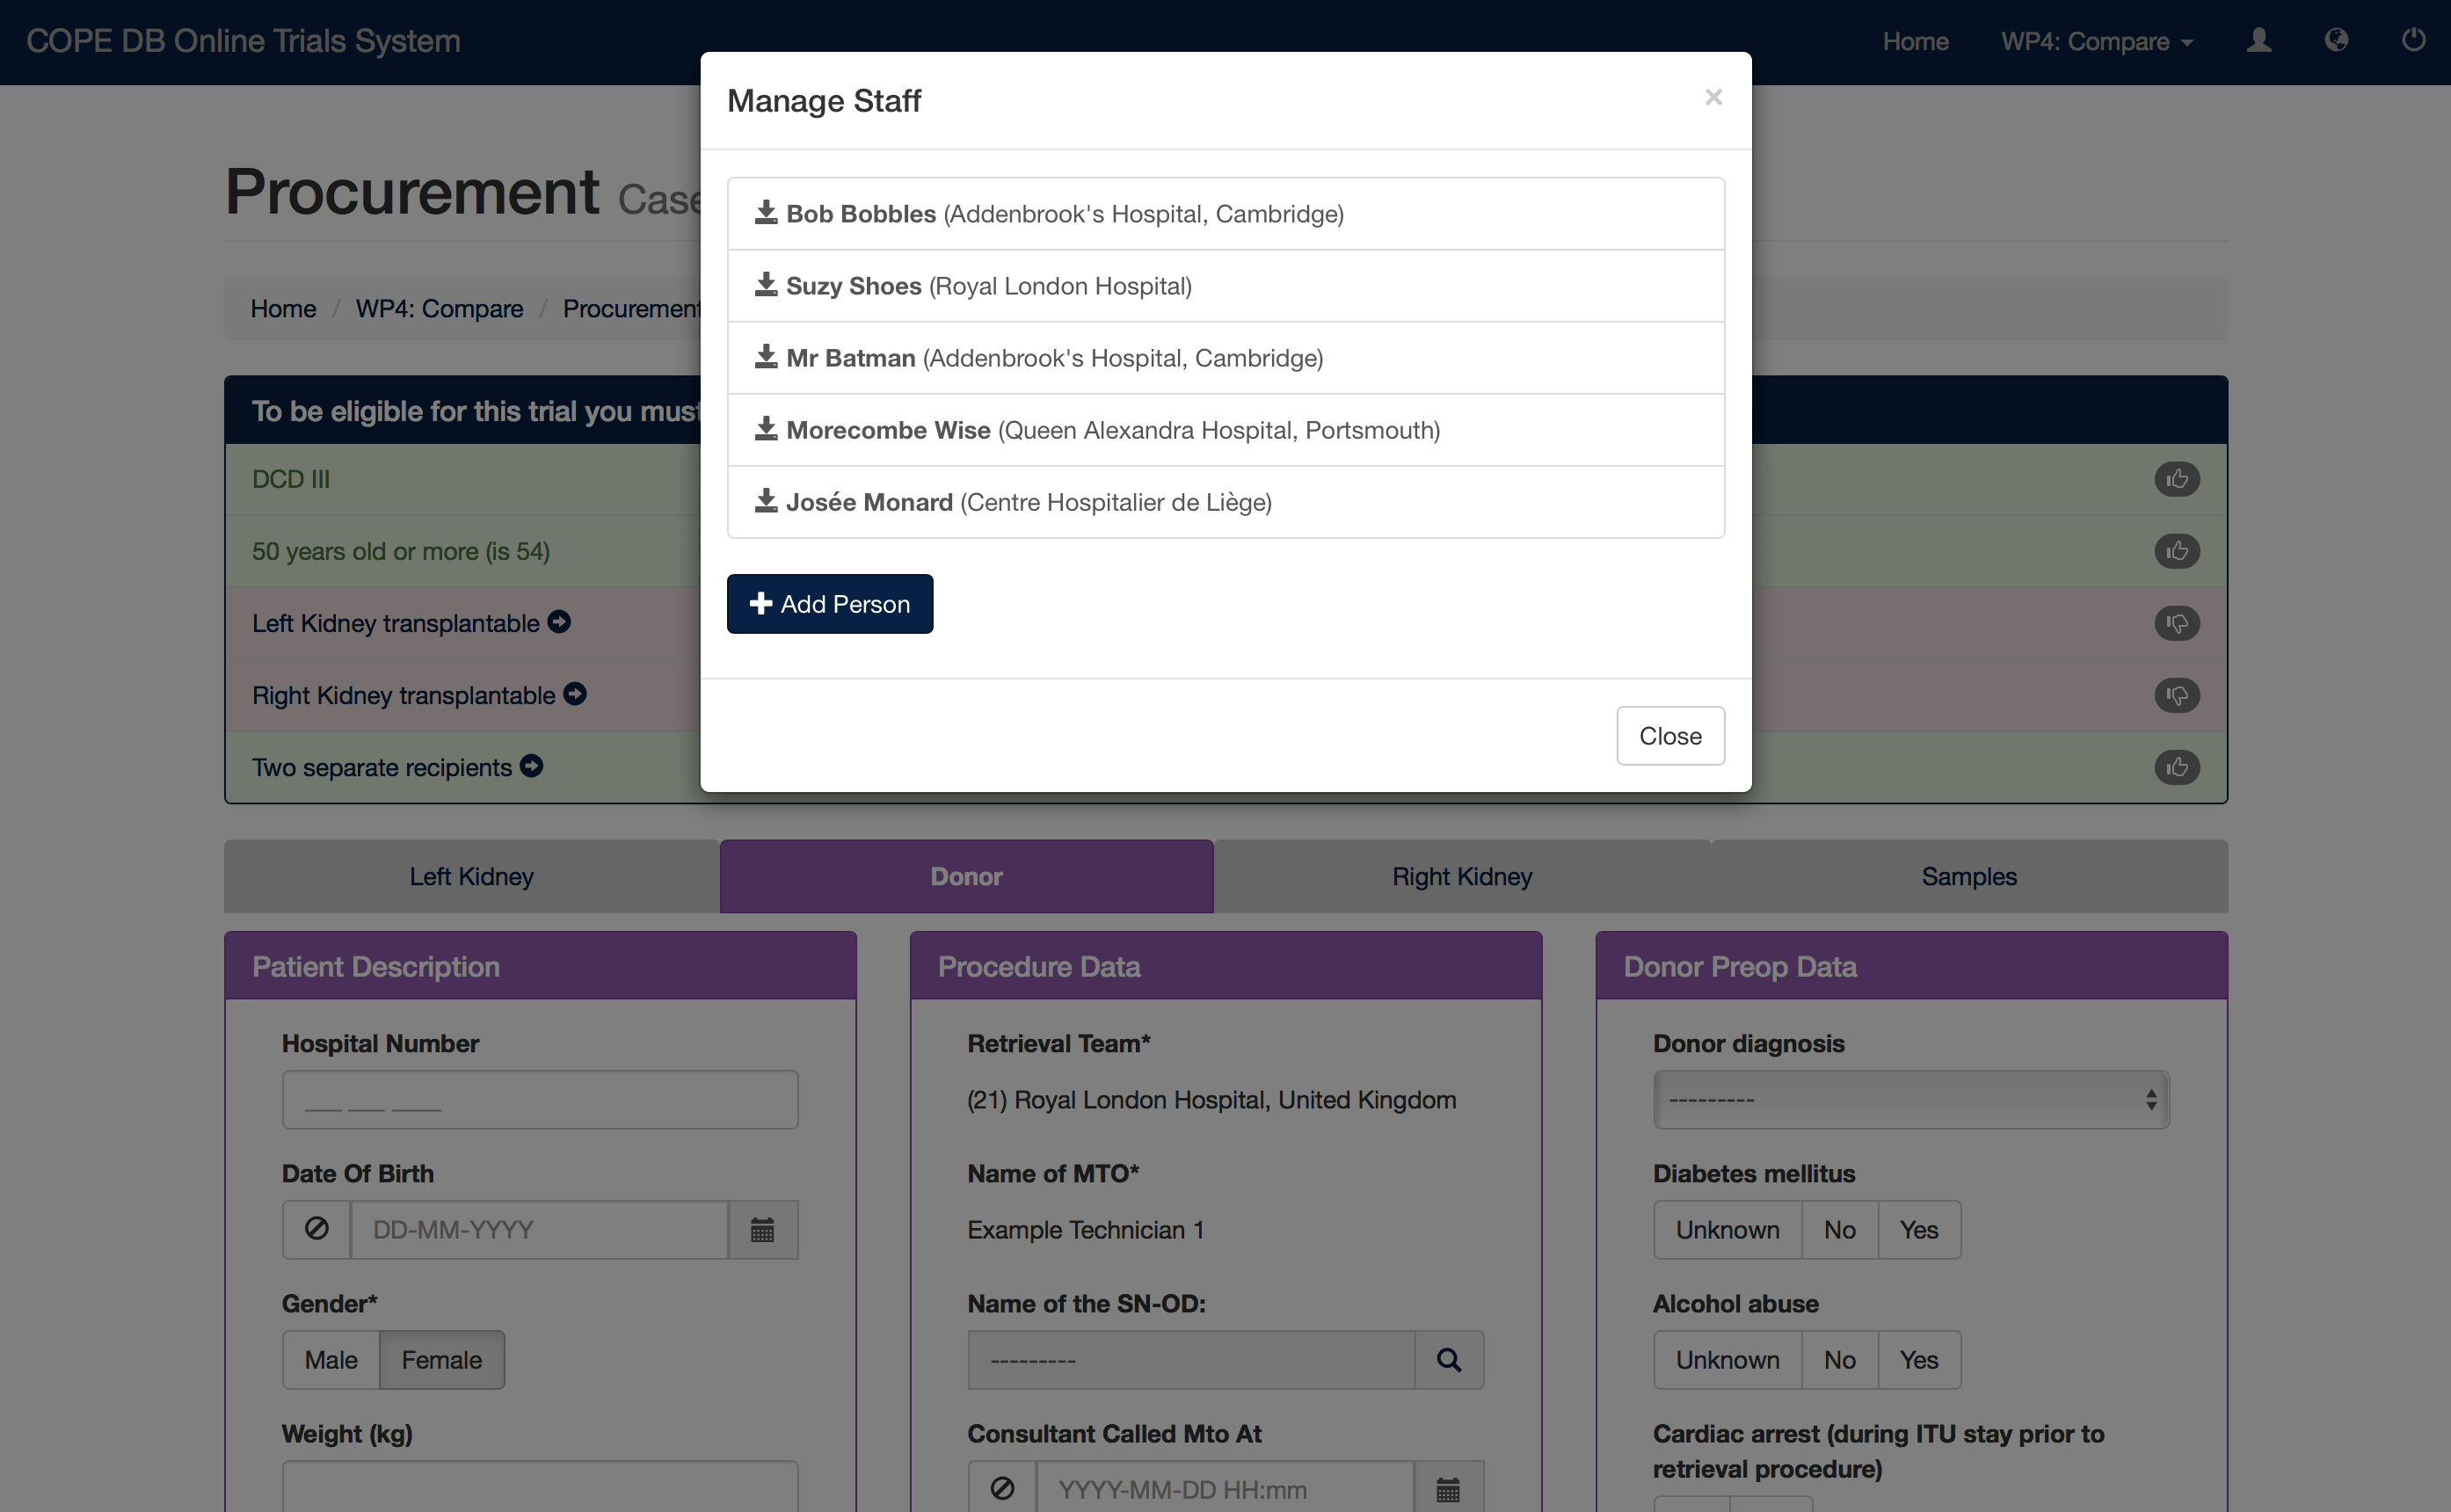 COPE DB Online Trials System
Home
WP4: Compare
Manage Staff
×
Procurement Case
Bob Bobbles (Addenbrook's Hospital, Cambridge)
Suzy Shoes (Royal London Hospital)
Mr Batman (Addenbrook's Hospital, Cambridge)
Morecombe Wise (Queen Alexandra Hospital, Portsmouth)
Josée Monard (Centre Hospitalier de Liège)
Add Person
Close
Home / WP4: Compare / Procurement
To be eligible for this trial you must
DCD III
50 years old or more (is 54)
Left Kidney transplantable
Right Kidney transplantable
Two separate recipients
Left Kidney
Donor
Right Kidney
Samples
Patient Description
Hospital Number
___ ___ ____
Date Of Birth
DD-MM-YYYY
Gender*
Male
Female
Weight (kg)
Procedure Data
Retrieval Team*
(21) Royal London Hospital, United Kingdom
Name of MTO*
Example Technician 1
Name of the SN-OD:
---------
Consultant Called Mto At
YYYY-MM-DD HH:mm
Donor Preop Data
Donor diagnosis
---------
Diabetes mellitus
Unknown
No
Yes
Alcohol abuse
Unknown
No
Yes
Cardiac arrest (during ITU stay prior to
retrieval procedure)